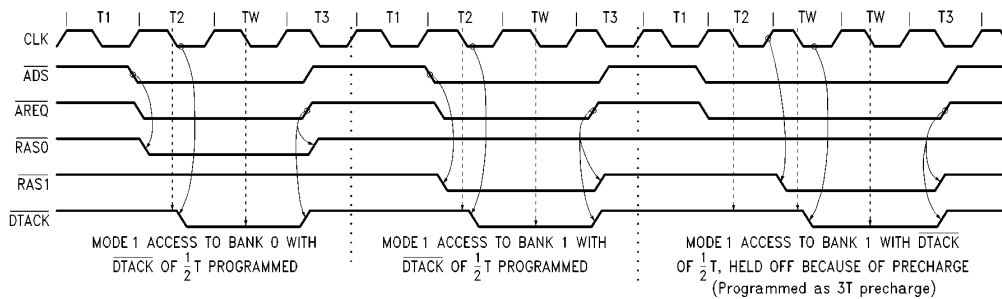 T1 T2 TW T3 T1 T2 TW T3 T1 T2 TW TW T3
CLK
ADS
AREQ
RAS0
RAS1
DTACK
MODE 1 ACCESS TO BANK 0 WITH
DTACK OF 1/2 T PROGRAMMED
MODE 1 ACCESS TO BANK 1 WITH
DTACK OF 1/2 T PROGRAMMED
MODE 1 ACCESS TO BANK 1 WITH DTACK
OF 1/2 T, HELD OFF BECAUSE OF PRECHARGE
(Programmed as 3T precharge)